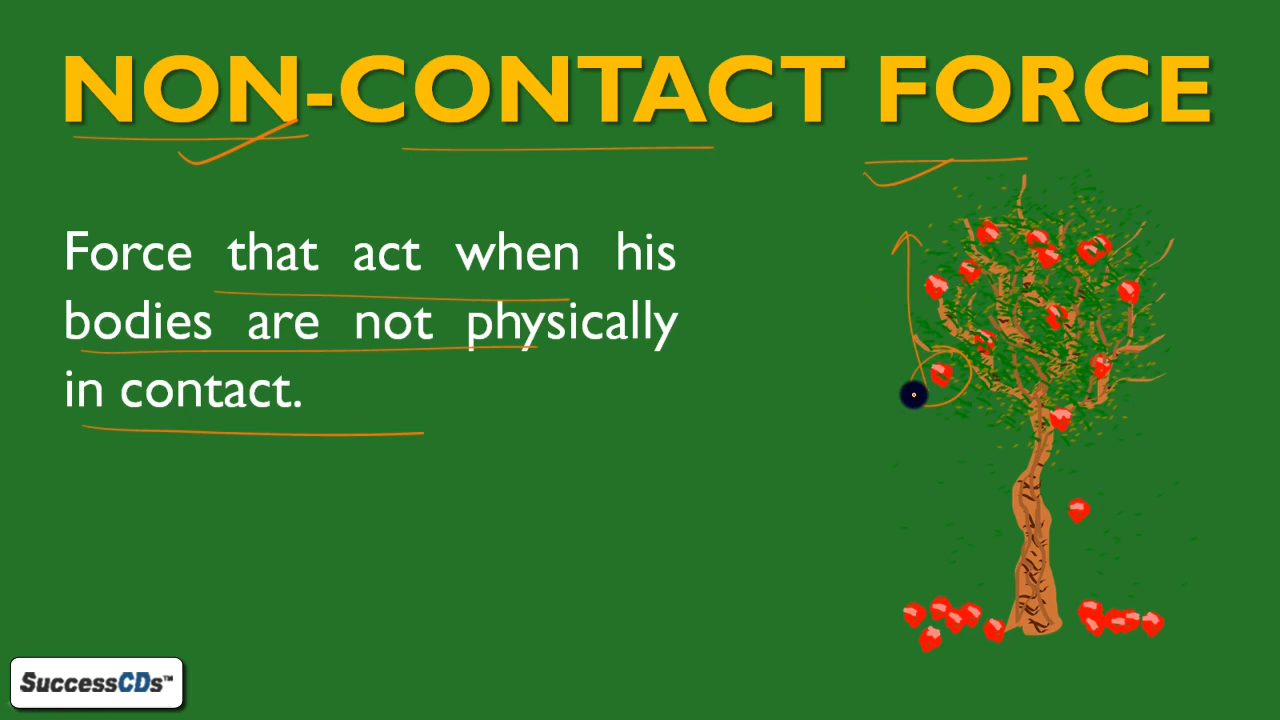 NON-CONTACT FORCE
Force that act when his
bodies are not physically
in contact.
SuccessCDs™